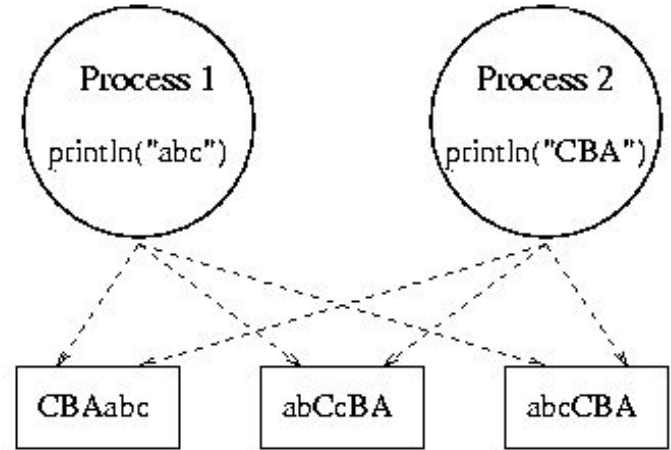 Process 1
println("abc")
Process 2
println("CBA")
CBAabc
abCcBA
abcCBA